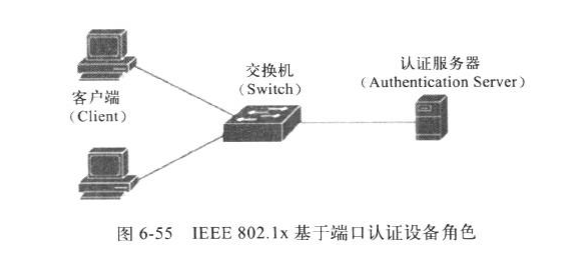 客户端
（Client）
交换机
（Switch）
认证服务器
（Authentication Server）
图 6-55 IEEE 802.1x 基于端口认证设备角色